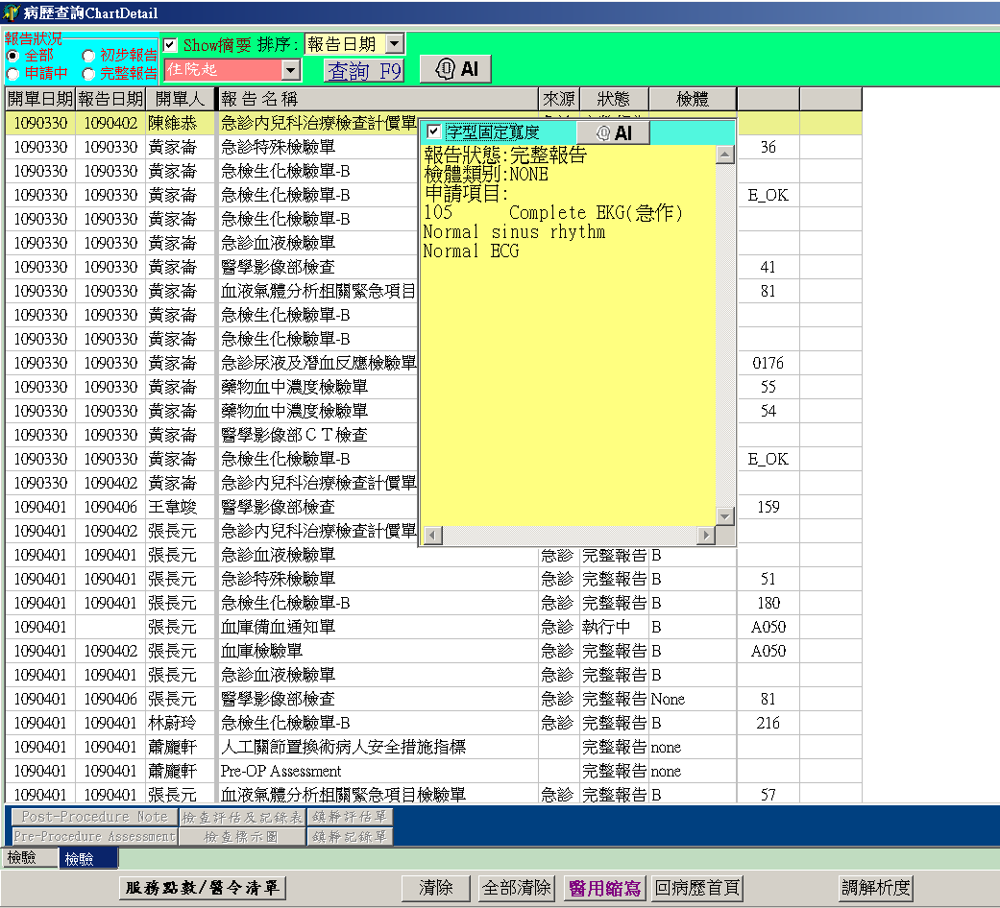 病歷查詢ChartDetail
報告狀況
全部 初步報告
申請中 完整報告
Show摘要 排序: 報告日期
住院起 查詢 F9 AI
開單日期 報告日期 開單人 報告名稱 來源 狀態 檢體
1090330 1090402 陳維恭 急診內兒科治療檢查計價單
1090330 1090330 黃家崙 急診特殊檢驗單 36
1090330 1090330 黃家崙 急檢生化檢驗單-B
1090330 1090330 黃家崙 急檢生化檢驗單-B E_OK
1090330 1090330 黃家崙 急檢生化檢驗單-B
1090330 1090330 黃家崙 急診血液檢驗單
1090330 1090330 黃家崙 醫學影像部檢查 41
1090330 1090330 黃家崙 血液氣體分析相關緊急項目 81
1090330 1090330 黃家崙 急檢生化檢驗單-B
1090330 1090330 黃家崙 急檢生化檢驗單-B
1090330 1090330 黃家崙 急診尿液及潛血反應檢驗單 0176
1090330 1090330 黃家崙 藥物血中濃度檢驗單 55
1090330 1090330 黃家崙 藥物血中濃度檢驗單 54
1090330 1090330 黃家崙 醫學影像部CT檢查
1090330 1090330 黃家崙 急檢生化檢驗單-B E_OK
1090330 1090402 黃家崙 急診內兒科治療檢查計價單
1090401 1090406 王韋竣 醫學影像部檢查 159
1090401 1090402 張長元 急診內兒科治療檢查計價單
字型固定寬度 AI
報告狀態:完整報告
檢體類別:NONE
申請項目:
105 Complete EKG(急作)
Normal sinus rhythm
Normal ECG
1090401 1090401 張長元 急診血液檢驗單 急診 完整報告 B
1090401 1090401 張長元 急診特殊檢驗單 急診 完整報告 B 51
1090401 1090401 張長元 急檢生化檢驗單-B 急診 完整報告 B 180
1090401 張長元 血庫備血通知單 急診 執行中 B A050
1090401 1090402 張長元 血庫檢驗單 急診 完整報告 B A050
1090401 1090401 張長元 急診血液檢驗單 急診 完整報告 B
1090401 1090406 張長元 醫學影像部檢查 急診 完整報告 None 81
1090401 1090401 林蔚玲 急檢生化檢驗單-B 急診 完整報告 B 216
1090401 1090401 蕭龐軒 人工關節置換術病人安全措施指標 完整報告 none
1090401 1090401 蕭龐軒 Pre-OP Assessment 完整報告 none
1090401 1090401 張長元 血液氣體分析相關緊急項目檢驗單 急診 完整報告 B 57
Post-Procedure Note 檢查評估及記錄表 鎮靜評估單
Pre-Procedure Assessment 檢查標示圖 鎮靜記錄單
檢驗 檢驗
服務點數/醫令清單 清除 全部清除 醫用縮寫 回病歷首頁 調解析度